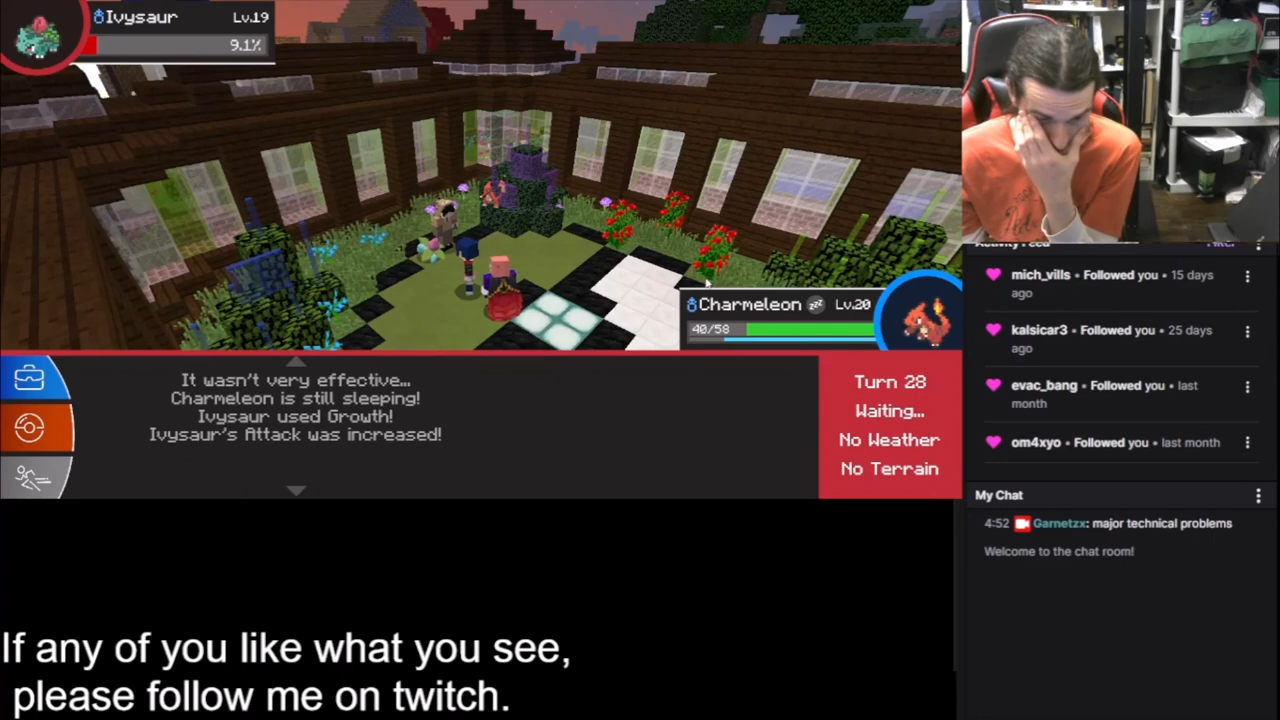 Ivysaur Lv.19
9.1%
Charmeleon Lv.20
40/58
It wasn't very effective...
Charmeleon is still sleeping!
Ivysaur used Growth!
Ivysaur's Attack was increased!
Turn 28
Waiting...
No Weather
No Terrain
Activity Feed
mich_vills • Followed you • 15 days
ago
kalsicar3 • Followed you • 25 days
ago
evac_bang • Followed you • last
month
om4xyo • Followed you • last month
My Chat
4:52 Garnetzx: major technical problems
Welcome to the chat room!
If any of you like what you see,
please follow me on twitch.